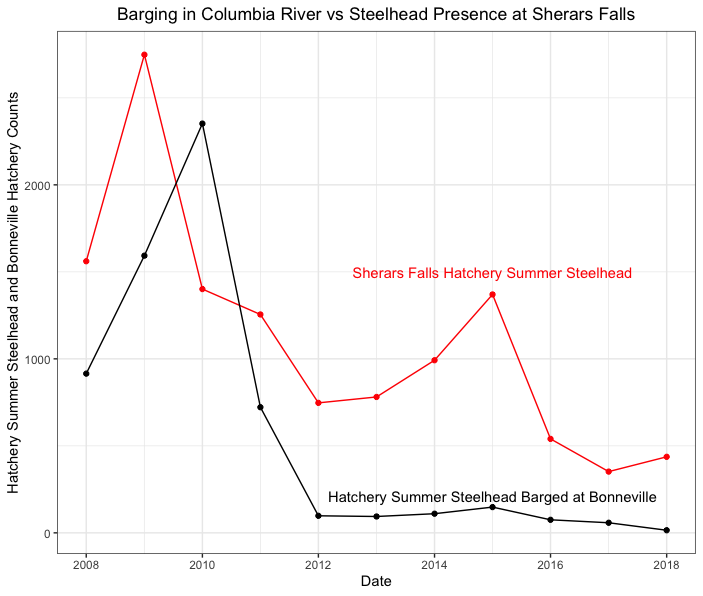 Barging in Columbia River vs Steelhead Presence at Sherars Falls
Hatchery Summer Steelhead and Bonneville Hatchery Counts
2000
1000
0
Sherars Falls Hatchery Summer Steelhead
Hatchery Summer Steelhead Barged at Bonneville
2008 2010 2012 2014 2016 2018
Date